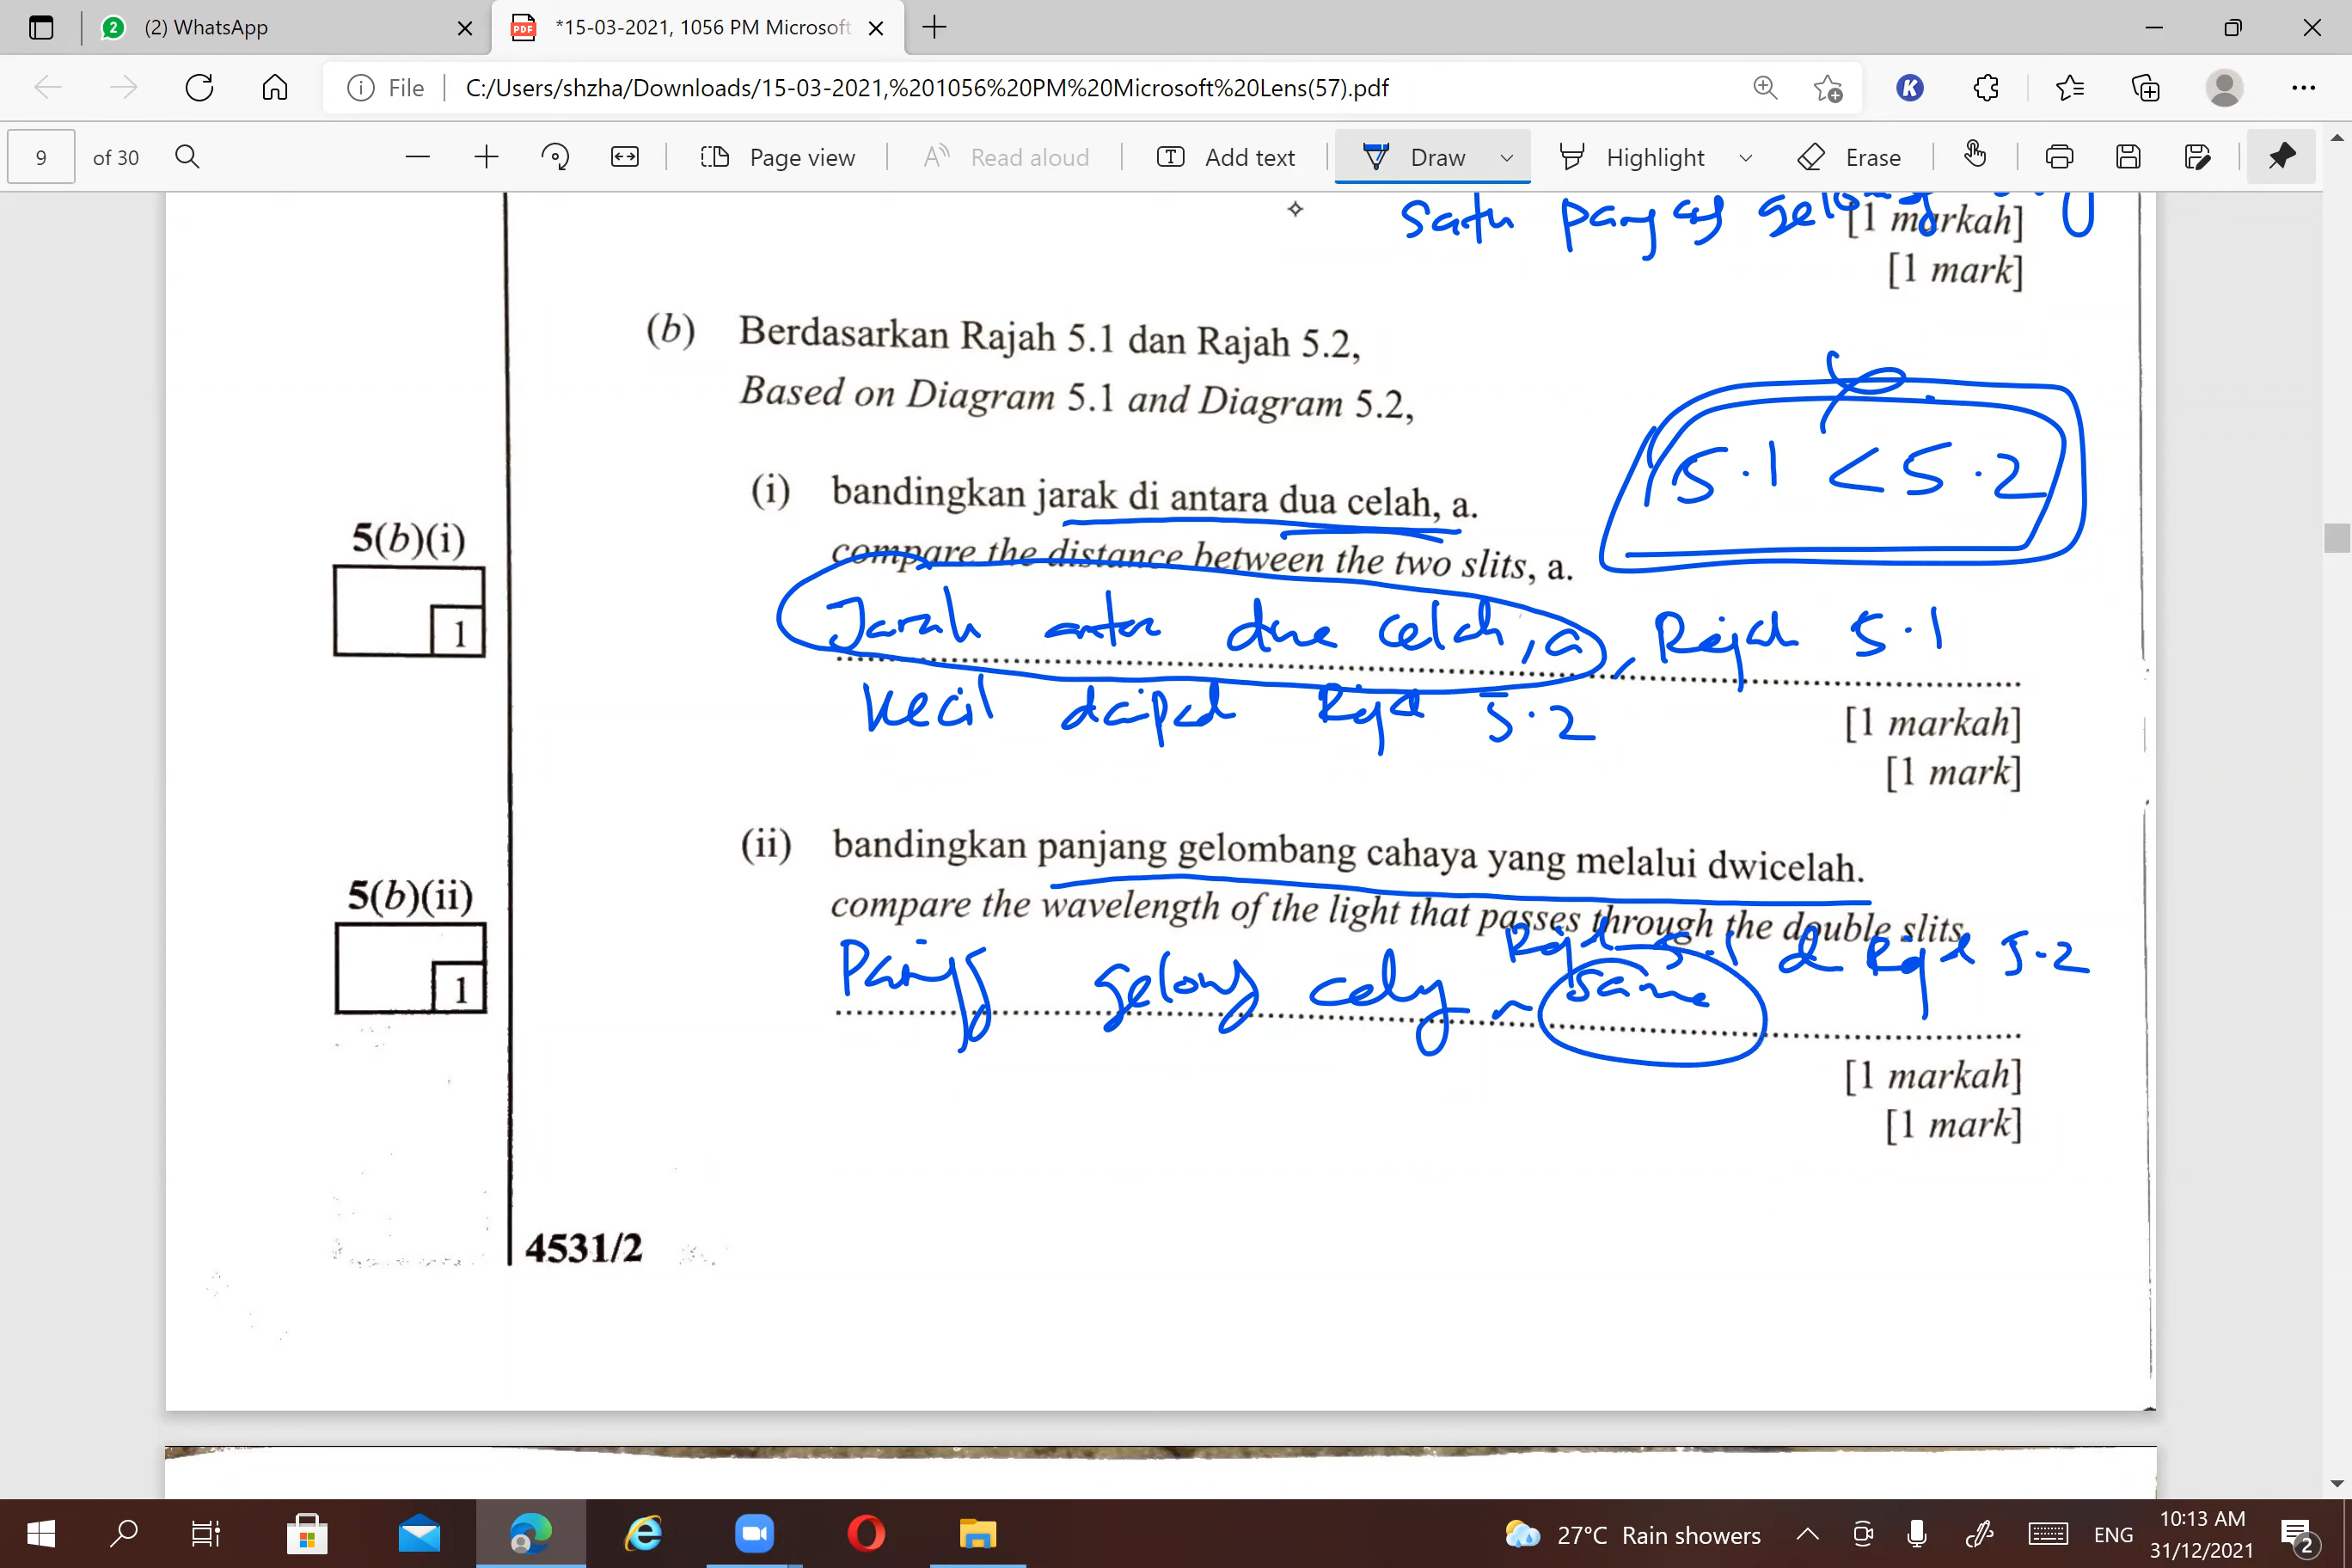 (2) WhatsApp
*15-03-2021, 1056 PM Microsoft
File
C:/Users/shzha/Downloads/15-03-2021,%201056%20PM%20Microsoft%20Lens(57).pdf
9 of 30
Page view
Read aloud
Add text
Draw
Highlight
Erase
satu
[1 markah]
[1 mark]
(b) Berdasarkan Rajah 5.1 dan Rajah 5.2,
Based on Diagram 5.1 and Diagram 5.2,
5.1 < 5.2
(i) bandingkan jarak di antara dua celah, a.
5(b)(i)
compare the distance between the two slits, a.
1
Jarak antara dua celah, a, Rajah 5.1
kecil daripada Rajah 5.2
[1 markah]
[1 mark]
(ii) bandingkan panjang gelombang cahaya yang melalui dwicelah.
5(b)(ii)
compare the wavelength of the light that passes through the double slits
Rajah 5.1 Rajah 5.2
1
same
[1 markah]
[1 mark]
4531/2
27°C Rain showers
ENG
10:13 AM
31/12/2021
2